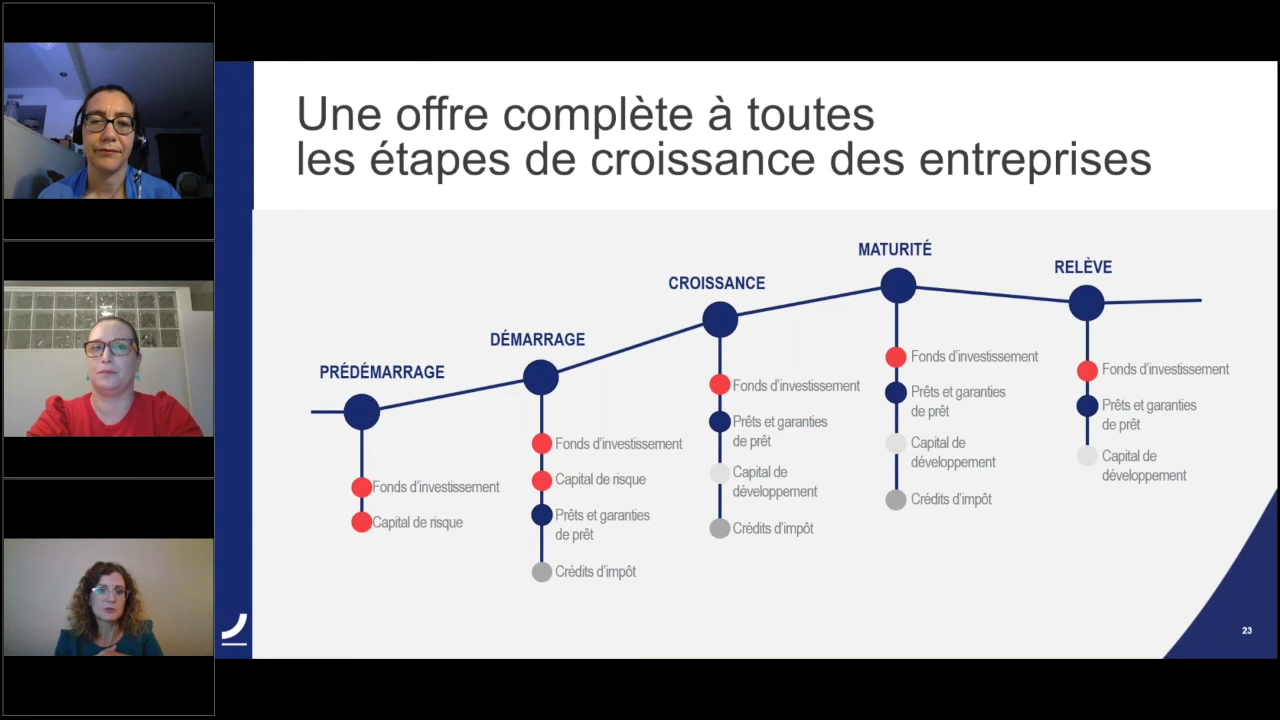 Une offre complète à toutes
les étapes de croissance des entreprises
PRÉDÉMARRAGE
Fonds d'investissement
Capital de risque
DÉMARRAGE
Fonds d'investissement
Capital de risque
Prêts et garanties
de prêt
Crédits d'impôt
CROISSANCE
Fonds d'investissement
Prêts et garanties
de prêt
Capital de
développement
Crédits d'impôt
MATURITÉ
Fonds d'investissement
Prêts et garanties
de prêt
Capital de
développement
Crédits d'impôt
RELÈVE
Fonds d'investissement
Prêts et garanties
de prêt
Capital de
développement
23